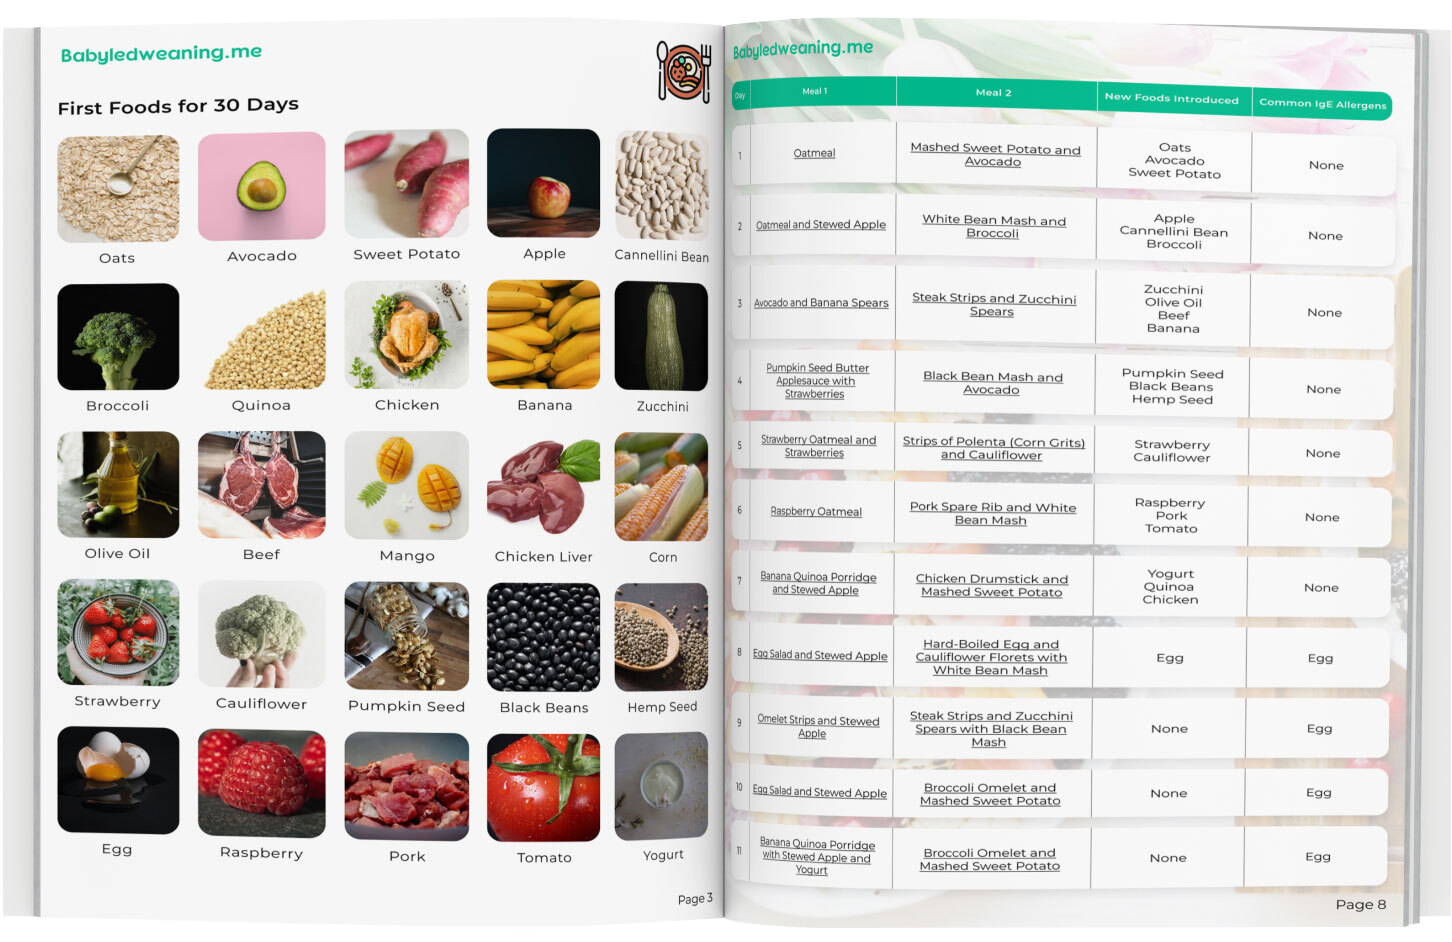 Babyledweaning.me
First Foods for 30 Days
Oats
Avocado
Sweet Potato
Apple
Cannellini Bean
Broccoli
Quinoa
Chicken
Banana
Zucchini
Olive Oil
Beef
Mango
Chicken Liver
Corn
Strawberry
Cauliflower
Pumpkin Seed
Black Beans
Hemp Seed
Egg
Raspberry
Pork
Tomato
Yogurt
Page 3
Babyledweaning.me
Day
Meal 1
Meal 2
New Foods Introduced
Common IgE Allergens
1
Oatmeal
Mashed Sweet Potato and
Avocado
Oats
Avocado
Sweet Potato
None
2
Oatmeal and Stewed Apple
White Bean Mash and
Broccoli
Apple
Cannellini Bean
Broccoli
None
3
Avocado and Banana Spears
Steak Strips and Zucchini
Spears
Zucchini
Olive Oil
Beef
Banana
None
4
Pumpkin Seed Butter
Applesauce with
Strawberries
Black Bean Mash and
Avocado
Pumpkin Seed
Black Beans
Hemp Seed
None
5
Strawberry Oatmeal and
Strawberries
Strips of Polenta (Corn Grits)
and Cauliflower
Strawberry
Cauliflower
None
6
Raspberry Oatmeal
Pork Spare Rib and White
Bean Mash
Raspberry
Pork
Tomato
None
7
Banana Quinoa Porridge
and Stewed Apple
Chicken Drumstick and
Mashed Sweet Potato
Yogurt
Quinoa
Chicken
None
8
Egg Salad and Stewed Apple
Hard-Boiled Egg and
Cauliflower Florets with
White Bean Mash
Egg
Egg
9
Omelet Strips and Stewed
Apple
Steak Strips and Zucchini
Spears with Black Bean
Mash
None
Egg
10
Egg Salad and Stewed Apple
Broccoli Omelet and
Mashed Sweet Potato
None
Egg
11
Banana Quinoa Porridge
with Stewed Apple and
Yogurt
Broccoli Omelet and
Mashed Sweet Potato
None
Egg
Page 8